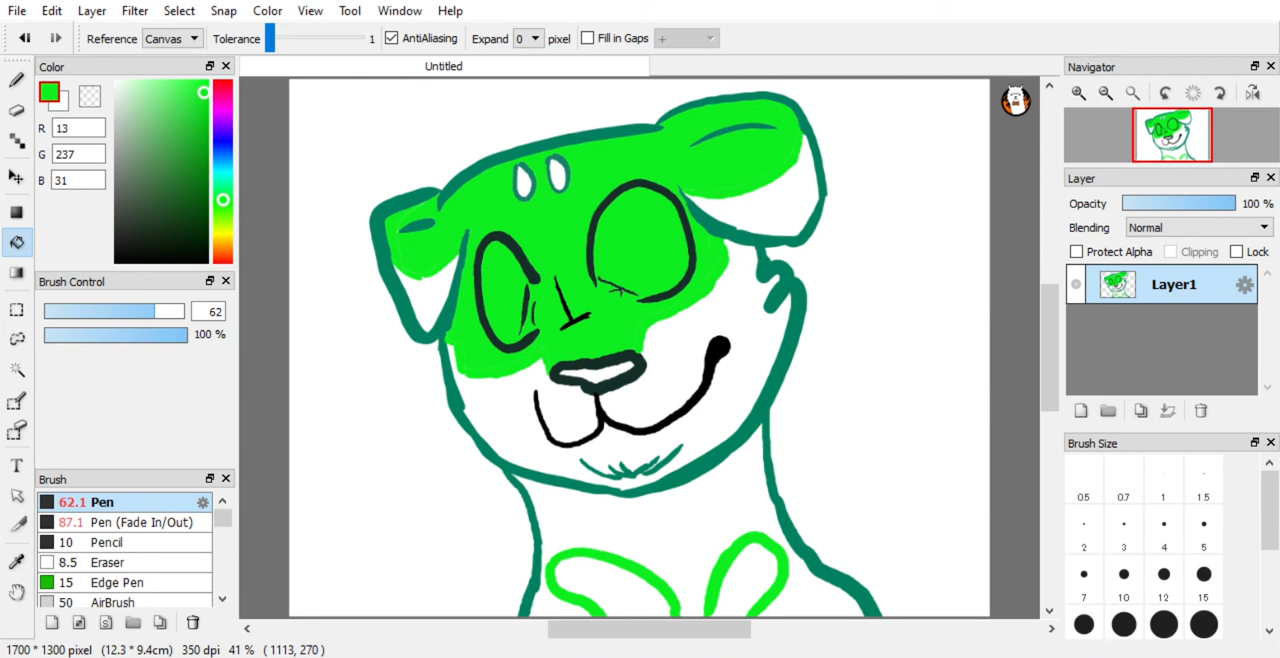 File Edit Layer Filter Select Snap Color View Tool Window Help
Reference Canvas Tolerance 1 AntiAliasing Expand 0 pixel Fill in Gaps +
Color
Untitled
Navigator
R 13
G 237
B 31
Layer
Opacity 100 %
Blending Normal
Protect Alpha Clipping Lock
Layer1
Brush Control
62
100 %
Brush
62.1 Pen
87.1 Pen (Fade In/Out)
10 Pencil
8.5 Eraser
15 Edge Pen
50 AirBrush
Brush Size
0.5 0.7 1 1.5
2 3 4 5
7 10 12 15
1700 * 1300 pixel (12.3 * 9.4cm) 350 dpi 41 % ( 1113, 270 )